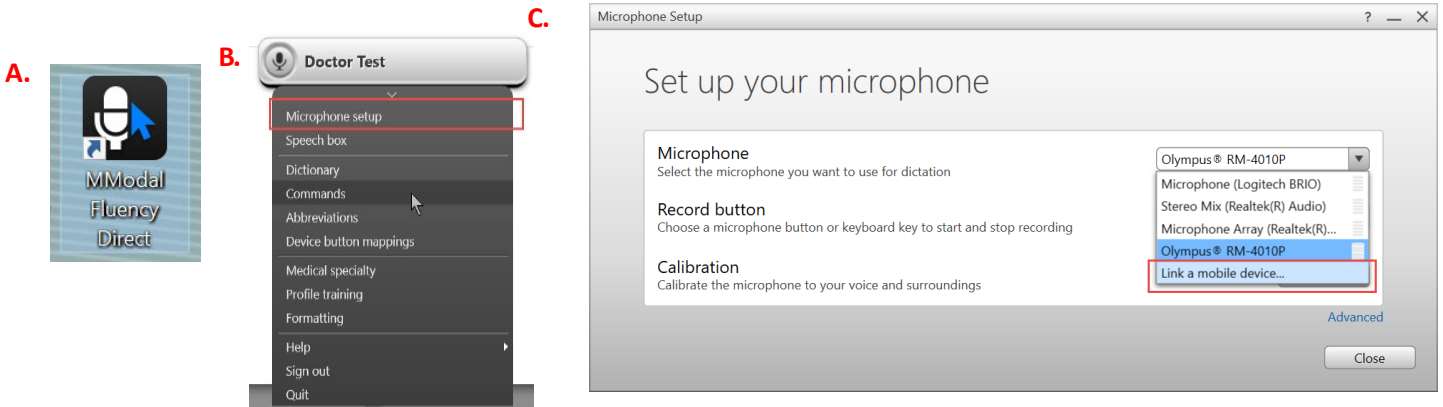 A.
MModal
Fluency
Direct
B.
Doctor Test
Microphone setup
Speech box
Dictionary
Commands
Abbreviations
Device button mappings
Medical specialty
Profile training
Formatting
Help
Sign out
Quit
C.
Microphone Setup
Set up your microphone
Microphone
Select the microphone you want to use for dictation
Record button
Choose a microphone button or keyboard key to start and stop recording
Calibration
Calibrate the microphone to your voice and surroundings
Olympus® RM-4010P
Microphone (Logitech BRIO)
Stereo Mix (Realtek(R) Audio)
Microphone Array (Realtek(R)...
Olympus® RM-4010P
Link a mobile device...
Advanced
Close